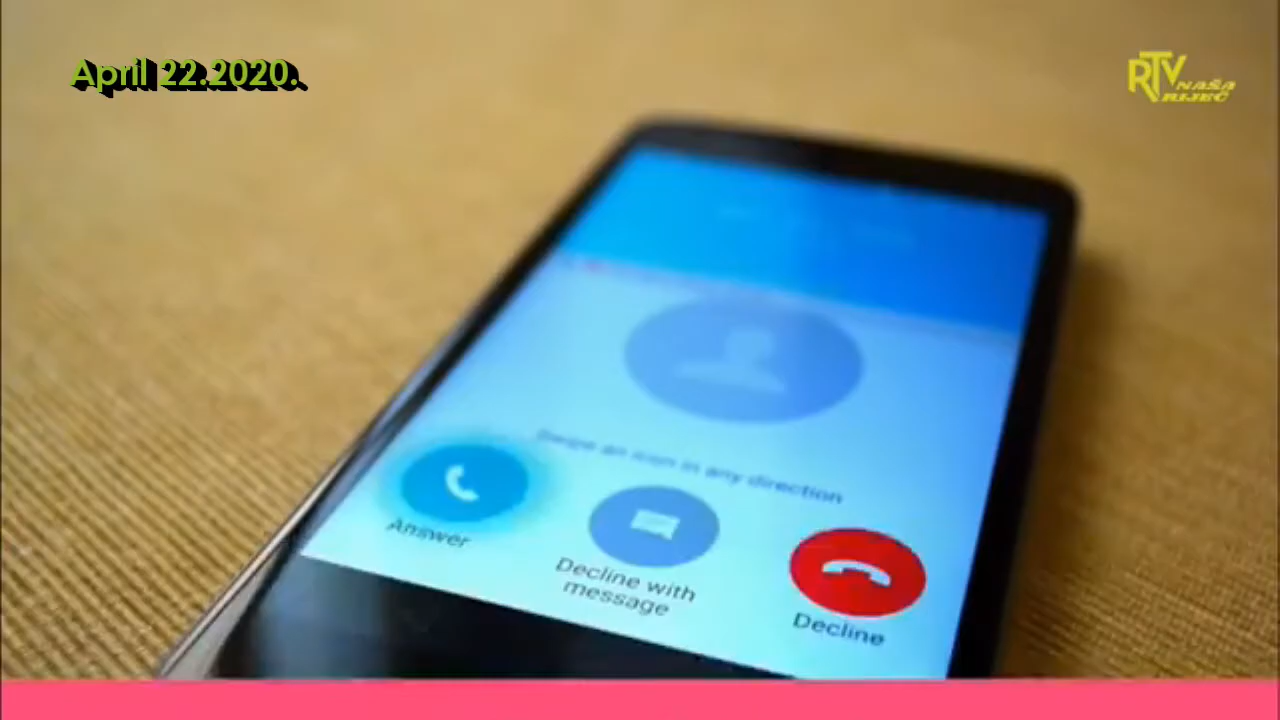 April 22.2020.
RTV NAŠA
RIJEČ
Swipe an icon in any direction
Answer
Decline with
message
Decline